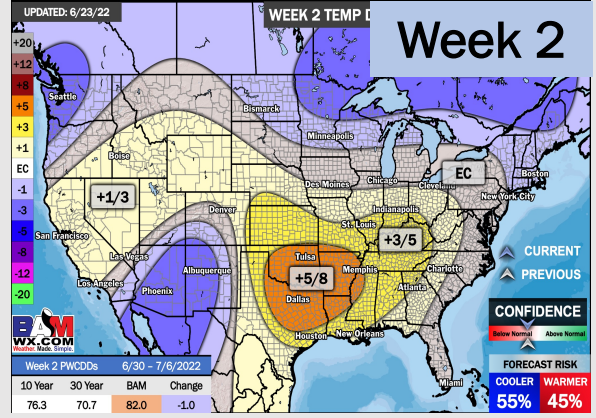 UPDATED: 6/23/22
WEEK 2 TEMP D
Week 2
+20
+12
+8
+5
+3
+1
EC
-1
-3
-5
-8
-12
-20
Seattle
Bismarck
Minneapolis
Boise
Boston
EC
Des Moines
Chicago
Cleveland
New York City
+1/3
Denver
Indianapolis
St. Louis
San Francisco
+3/5
Las Vegas
Tulsa
Albuquerque
Memphis
Charlotte
Los Angeles
Phoenix
+5/8
Dallas
Atlanta
Houston
New Orleans
Miami
CURRENT
PREVIOUS
CONFIDENCE
Below Normal
Above Normal
FORECAST RISK
COOLER
WARMER
55%
45%
BAM
WX.COM
Weather. Made. Simple.
Week 2 PWCDDs
6/30 – 7/6/2022
10 Year
30 Year
BAM
Change
76.3
70.7
82.0
-1.0